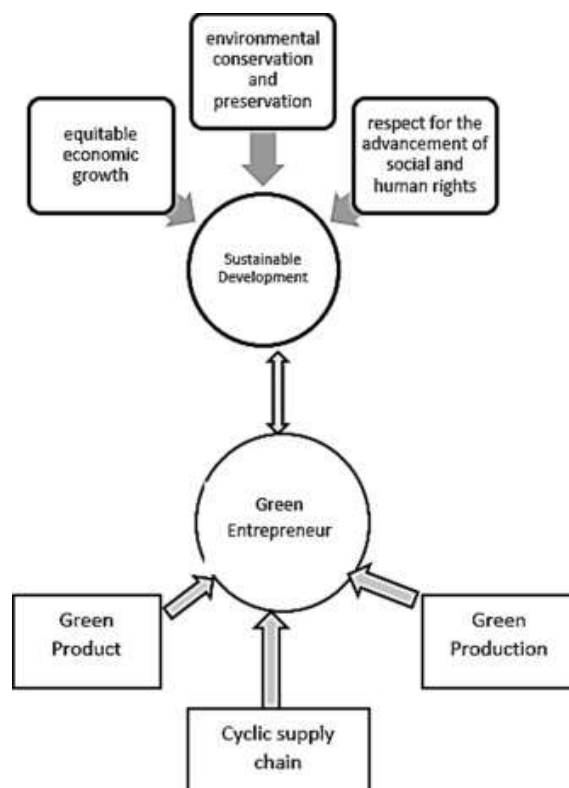 environmental
conservation
and
preservation
equitable
economic
growth
respect for the
advancement of
social and
human rights
Sustainable
Development
Green
Entrepreneur
Green
Product
Green
Production
Cyclic supply
chain